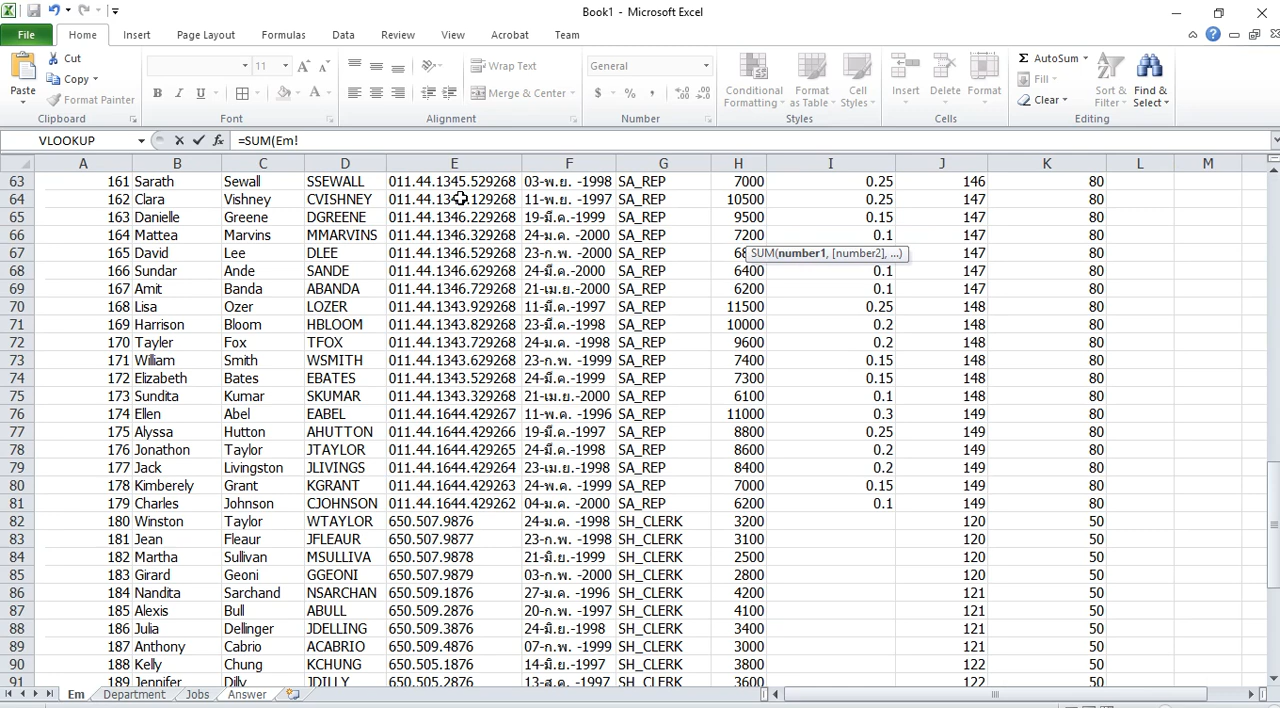 Book1 - Microsoft Excel
File Home Insert Page Layout Formulas Data Review View Acrobat Team
Paste Cut Copy Format Painter Clipboard
B I U Font 11 A A
Wrap Text Merge & Center Alignment
General $ % , .0 .00 .00 .0 Number
Conditional Formatting Format as Table Cell Styles Styles
Insert Delete Format Cells
Σ AutoSum Fill Clear Sort & Filter Find & Select Editing
VLOOKUP fx =SUM(Em!
A B C D E F G H I J K L M
63 161 Sarath Sewall SSEWALL 011.44.1345.529268 03-พ.ย. -1998 SA_REP 7000 0.25 146 80
64 162 Clara Vishney CVISHNEY 011.44.1346.129268 11-พ.ย. -1997 SA_REP 10500 0.25 147 80
65 163 Danielle Greene DGREENE 011.44.1346.229268 19-มี.ค.-1999 SA_REP 9500 0.15 147 80
66 164 Mattea Marvins MMARVINS 011.44.1346.329268 24-ม.ค. -2000 SA_REP 7200 0.1 147 80
67 165 David Lee DLEE 011.44.1346.529268 23-ก.พ. -2000 SA_REP SUM(number1, [number2], ...) 147 80
68 166 Sundar Ande SANDE 011.44.1346.629268 24-มี.ค.-2000 SA_REP 6400 0.1 147 80
69 167 Amit Banda ABANDA 011.44.1346.729268 21-เม.ย.-2000 SA_REP 6200 0.1 147 80
70 168 Lisa Ozer LOZER 011.44.1343.929268 11-มี.ค.-1997 SA_REP 11500 0.25 148 80
71 169 Harrison Bloom HBLOOM 011.44.1343.829268 23-มี.ค.-1998 SA_REP 10000 0.2 148 80
72 170 Tayler Fox TFOX 011.44.1343.729268 24-ม.ค. -1998 SA_REP 9600 0.2 148 80
73 171 William Smith WSMITH 011.44.1343.629268 23-ก.พ. -1999 SA_REP 7400 0.15 148 80
74 172 Elizabeth Bates EBATES 011.44.1343.529268 24-มี.ค.-1999 SA_REP 7300 0.15 148 80
75 173 Sundita Kumar SKUMAR 011.44.1343.329268 21-เม.ย.-2000 SA_REP 6100 0.1 148 80
76 174 Ellen Abel EABEL 011.44.1644.429267 11-พ.ค. -1996 SA_REP 11000 0.3 149 80
77 175 Alyssa Hutton AHUTTON 011.44.1644.429266 19-มี.ค.-1997 SA_REP 8800 0.25 149 80
78 176 Jonathon Taylor JTAYLOR 011.44.1644.429265 24-มี.ค.-1998 SA_REP 8600 0.2 149 80
79 177 Jack Livingston JLIVINGS 011.44.1644.429264 23-เม.ย.-1998 SA_REP 8400 0.2 149 80
80 178 Kimberely Grant KGRANT 011.44.1644.429263 24-พ.ค. -1999 SA_REP 7000 0.15 149 80
81 179 Charles Johnson CJOHNSON 011.44.1644.429262 04-ม.ค. -2000 SA_REP 6200 0.1 149 80
82 180 Winston Taylor WTAYLOR 650.507.9876 24-ม.ค. -1998 SH_CLERK 3200 120 50
83 181 Jean Fleaur JFLEAUR 650.507.9877 23-ก.พ. -1998 SH_CLERK 3100 120 50
84 182 Martha Sullivan MSULLIVA 650.507.9878 21-มิ.ย.-1999 SH_CLERK 2500 120 50
85 183 Girard Geoni GGEONI 650.507.9879 03-ก.พ. -2000 SH_CLERK 2800 120 50
86 184 Nandita Sarchand NSARCHAN 650.509.1876 27-ม.ค. -1996 SH_CLERK 4200 121 50
87 185 Alexis Bull ABULL 650.509.2876 20-ก.พ. -1997 SH_CLERK 4100 121 50
88 186 Julia Dellinger JDELLING 650.509.3876 24-มิ.ย.-1998 SH_CLERK 3400 121 50
89 187 Anthony Cabrio ACABRIO 650.509.4876 07-ก.พ. -1999 SH_CLERK 3000 121 50
90 188 Kelly Chung KCHUNG 650.505.1876 14-มิ.ย.-1997 SH_CLERK 3800 122 50
91 189 Jennifer Dilly JDILLY 650.505.2876 13-ส.ค. -1997 SH_CLERK 3600 122 50
Em Department Jobs Answer